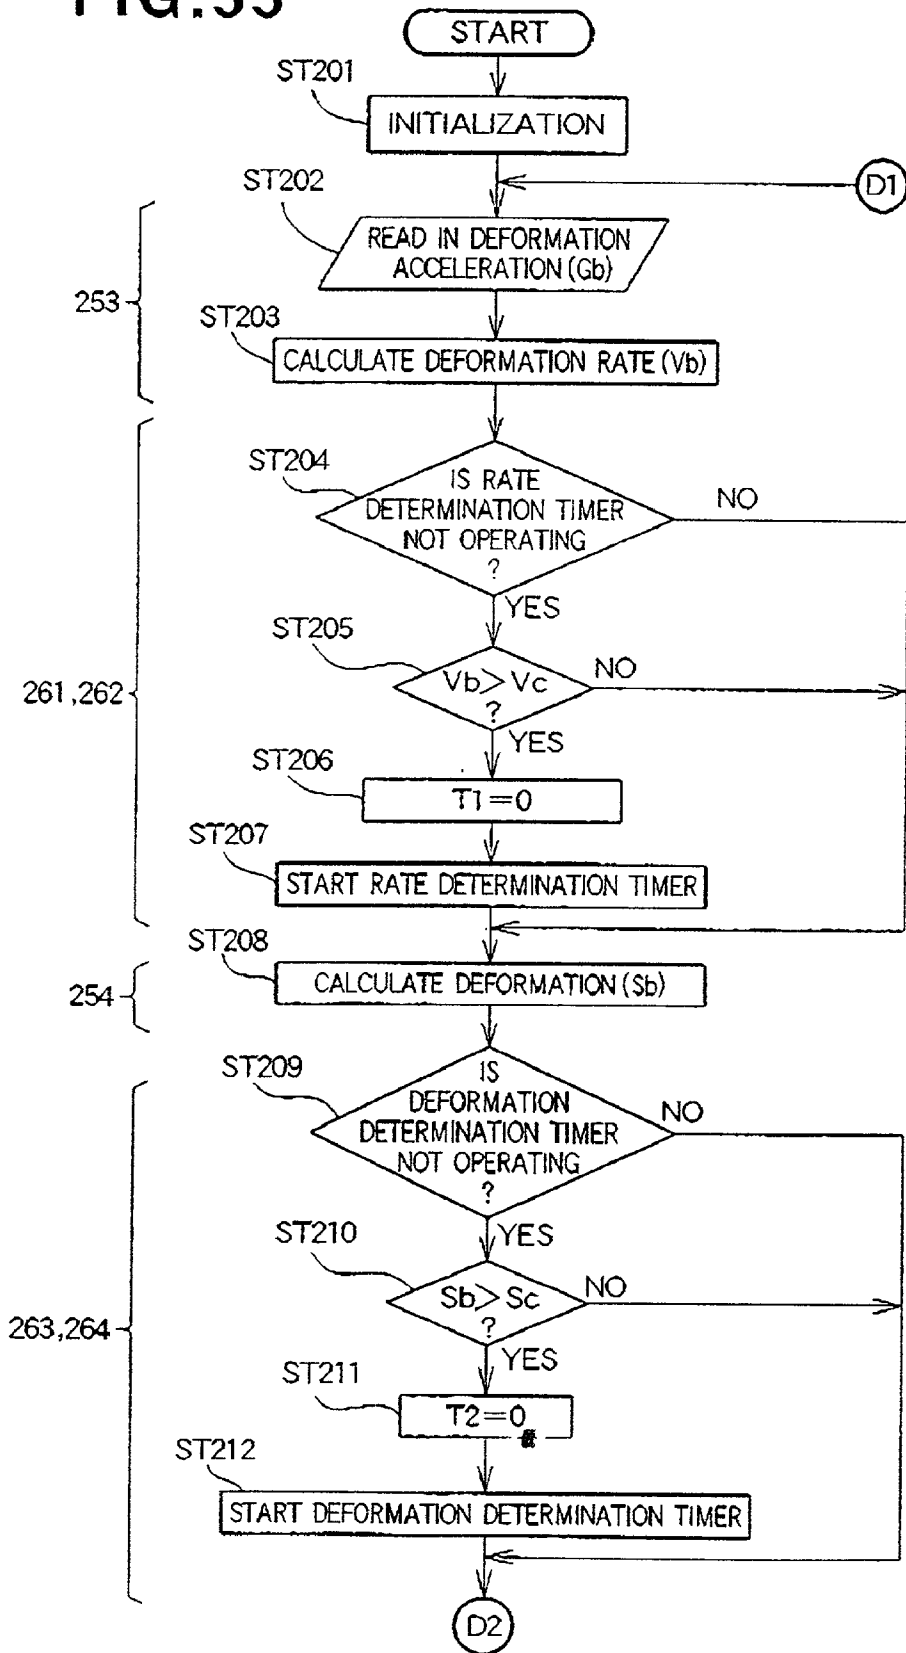 FIG.33
START
ST201
INITIALIZATION
D1
ST202
READ IN DEFORMATION
ACCELERATION (Gb)
253
ST203
CALCULATE DEFORMATION RATE (Vb)
ST204
IS RATE
DETERMINATION TIMER
NOT OPERATING
?
NO
YES
ST205
Vb > Vc
?
NO
YES
261,262
ST206
T1=0
ST207
START RATE DETERMINATION TIMER
ST208
CALCULATE DEFORMATION (Sb)
254
ST209
IS
DEFORMATION
DETERMINATION TIMER
NOT OPERATING
?
NO
YES
ST210
Sb > Sc
?
NO
YES
263,264
ST211
T2=0
ST212
START DEFORMATION DETERMINATION TIMER
D2